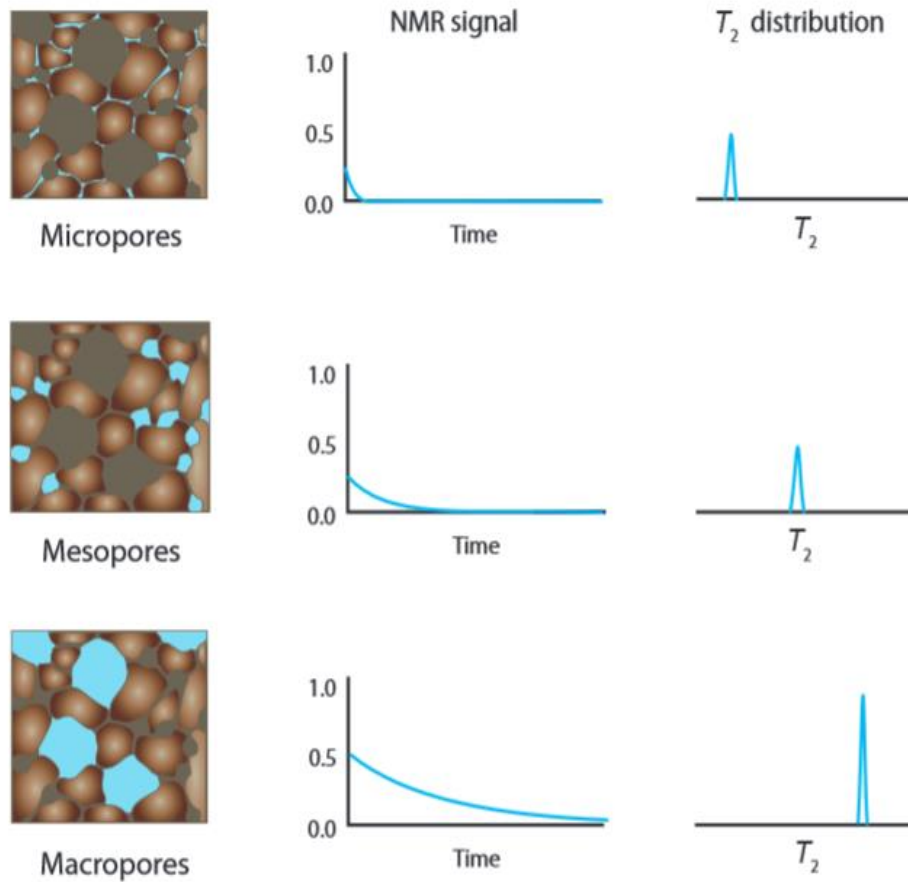 NMR signal
T₂ distribution
1.0
0.5
0.0
Time
T₂
Micropores
1.0
0.5
0.0
Time
T₂
Mesopores
1.0
0.5
0.0
Time
T₂
Macropores